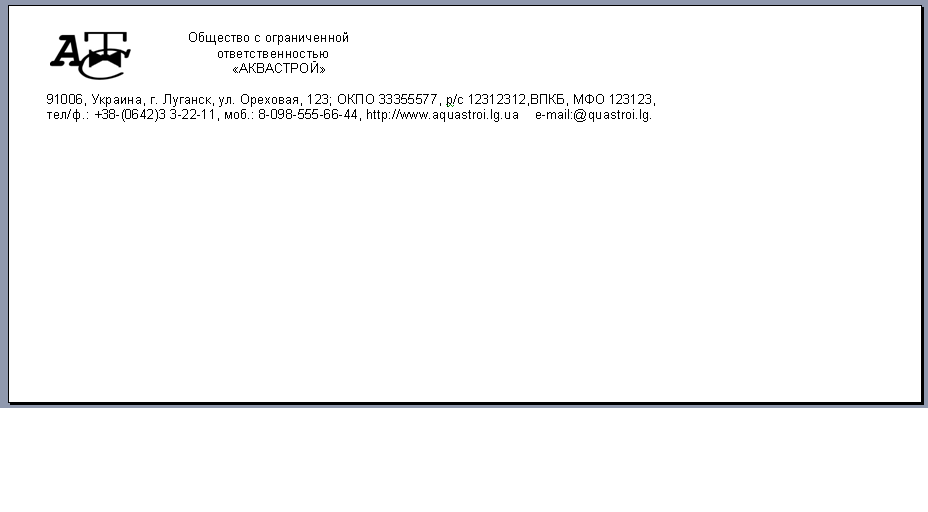 АСТ
Общество с ограниченной
ответственностью
«АКВАСТРОЙ»
91006, Украина, г. Луганск, ул. Ореховая, 123; ОКПО 33355577, р/с 12312312,ВПКБ, МФО 123123,
тел/ф.: +38-(0642)3 3-22-11, моб.: 8-098-555-66-44, http://www.aquastroi.lg.ua e-mail:@quastroi.lg.